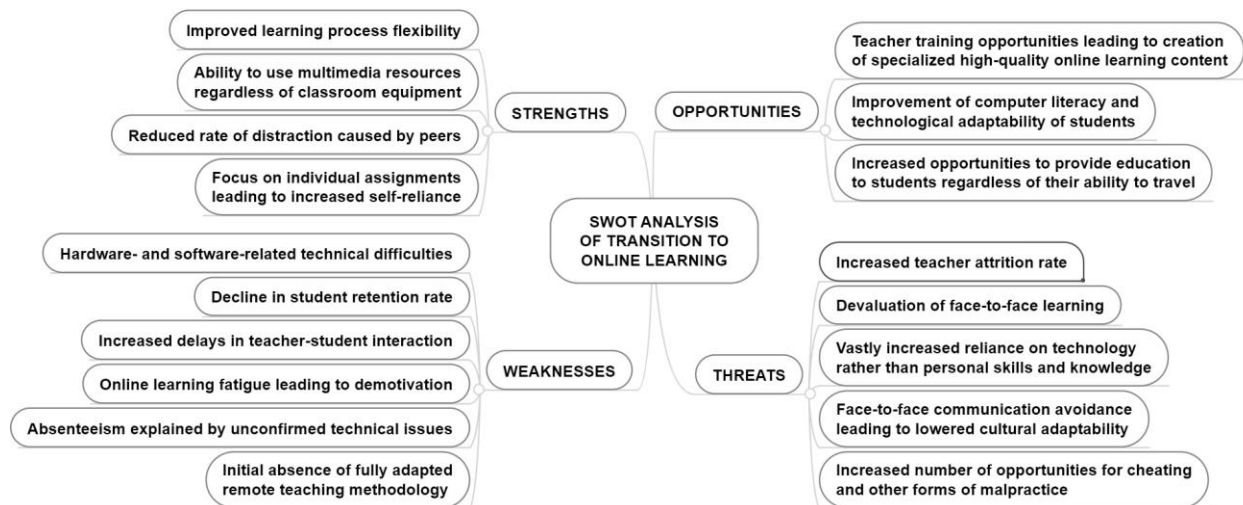 SWOT ANALYSIS
OF TRANSITION TO
ONLINE LEARNING
STRENGTHS
Improved learning process flexibility
Ability to use multimedia resources
regardless of classroom equipment
Reduced rate of distraction caused by peers
Focus on individual assignments
leading to increased self-reliance
WEAKNESSES
Hardware- and software-related technical difficulties
Decline in student retention rate
Increased delays in teacher-student interaction
Online learning fatigue leading to demotivation
Absenteeism explained by unconfirmed technical issues
Initial absence of fully adapted
remote teaching methodology
OPPORTUNITIES
Teacher training opportunities leading to creation
of specialized high-quality online learning content
Improvement of computer literacy and
technological adaptability of students
Increased opportunities to provide education
to students regardless of their ability to travel
THREATS
Increased teacher attrition rate
Devaluation of face-to-face learning
Vastly increased reliance on technology
rather than personal skills and knowledge
Face-to-face communication avoidance
leading to lowered cultural adaptability
Increased number of opportunities for cheating
and other forms of malpractice